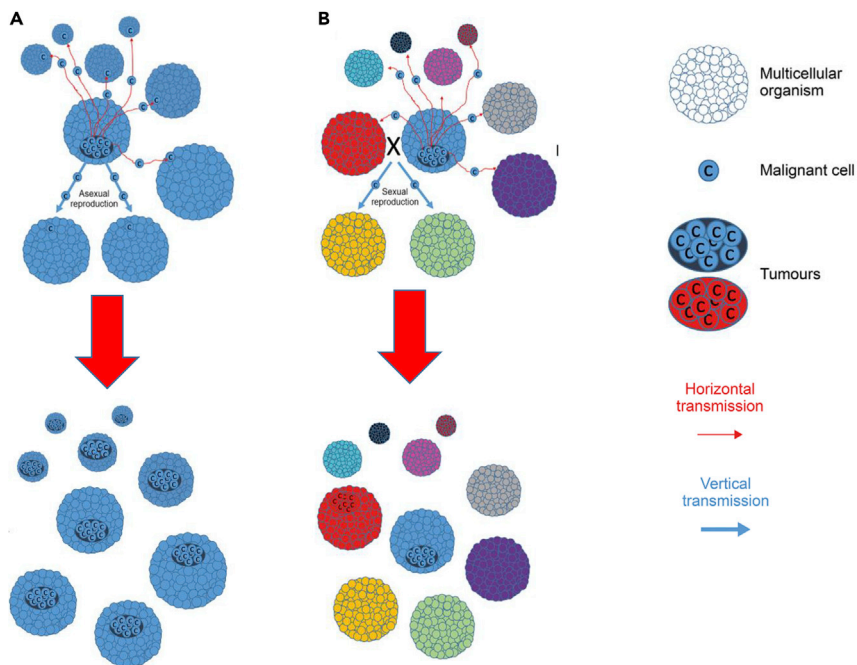 A
B
C
Asexual
reproduction
X
Sexual
reproduction
I
Multicellular
organism
C
Malignant cell
C C C C C C C
C C C C C C C
Tumours
Horizontal
transmission
Vertical
transmission